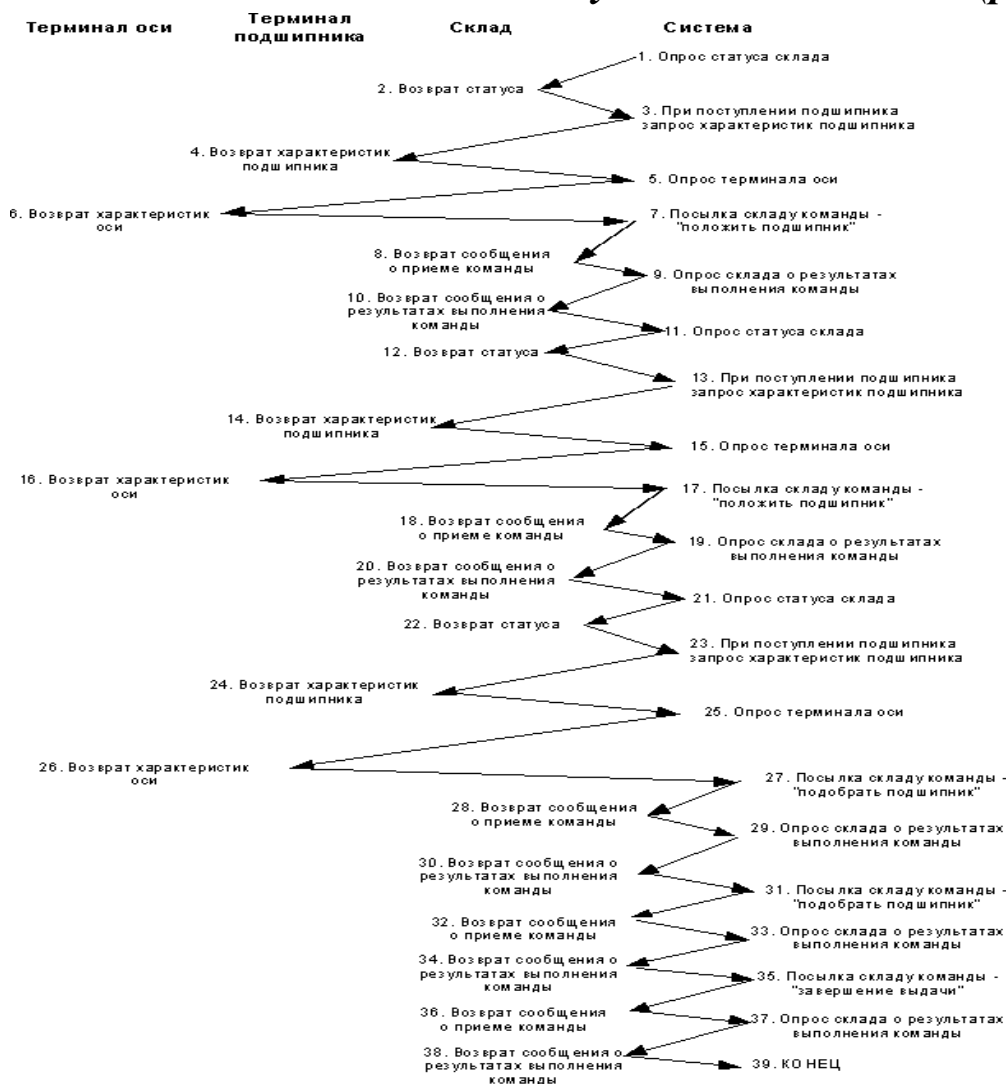 Терминал оси
Терминал
подшипника
Склад
Система
1. Опрос статуса склада
2. Возврат статуса
3. При поступлении подшипника
запрос характеристик подшипника
4. Возврат характеристик
подшипника
5. Опрос терминала оси
6. Возврат характеристик
оси
7. Посылка складу команды -
"положить подшипник"
8. Возврат сообщения
о приеме команды
9. Опрос склада о результатах
выполнения команды
10. Возврат сообщения о
результатах выполнения
команды
11. Опрос статуса склада
12. Возврат статуса
13. При поступлении подшипника
запрос характеристик подшипника
14. Возврат характеристик
подшипника
15. Опрос терминала оси
16. Возврат характеристик
оси
17. Посылка складу команды -
"положить подшипник"
18. Возврат сообщения
о приеме команды
19. Опрос склада о результатах
выполнения команды
20. Возврат сообщения о
результатах выполнения
команды
21. Опрос статуса склада
22. Возврат статуса
23. При поступлении подшипника
запрос характеристик подшипника
24. Возврат характеристик
подшипника
25. Опрос терминала оси
26. Возврат характеристик
оси
27. Посылка складу команды -
"подобрать подшипник"
28. Возврат сообщения
о приеме команды
29. Опрос склада о результатах
выполнения команды
30. Возврат сообщения о
результатах выполнения
команды
31. Посылка складу команды -
"подобрать подшипник"
32. Возврат сообщения
о приеме команды
33. Опрос склада о результатах
выполнения команды
34. Возврат сообщения о
результатах выполнения
команды
35. Посылка складу команды -
"завершение выдачи"
36. Возврат сообщения
о приеме команды
37. Опрос склада о результатах
выполнения команды
38. Возврат сообщения о
результатах выполнения
команды
39. КОНЕЦ